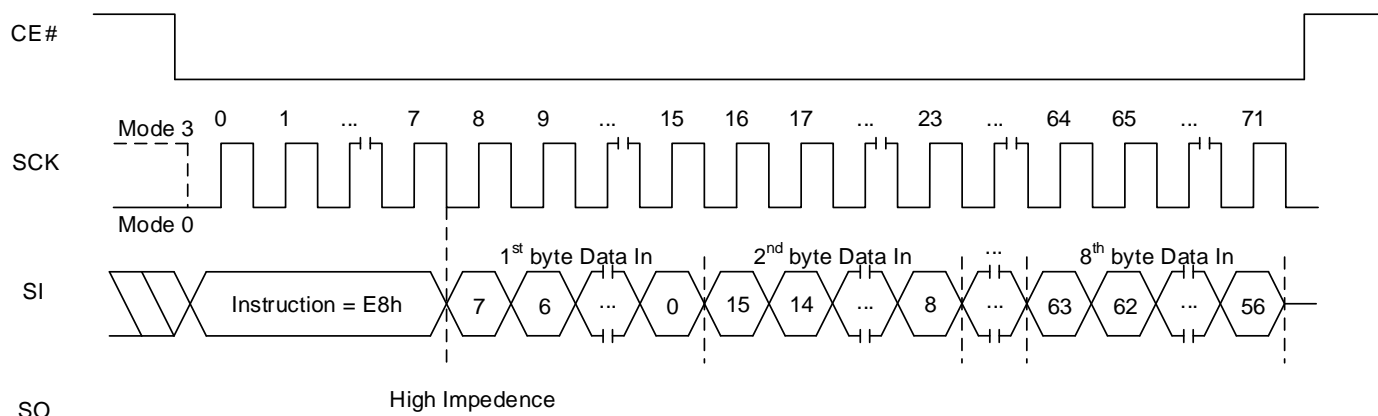 CE#
0 1 ... 7 8 9 ... 15 16 17 ... 23 ... 64 65 ... 71
Mode 3
SCK
Mode 0
1st byte Data In 2nd byte Data In ... 8th byte Data In
SI Instruction = E8h 7 6 ... 0 15 14 ... 8 ... 63 62 ... 56
High Impedence
SO